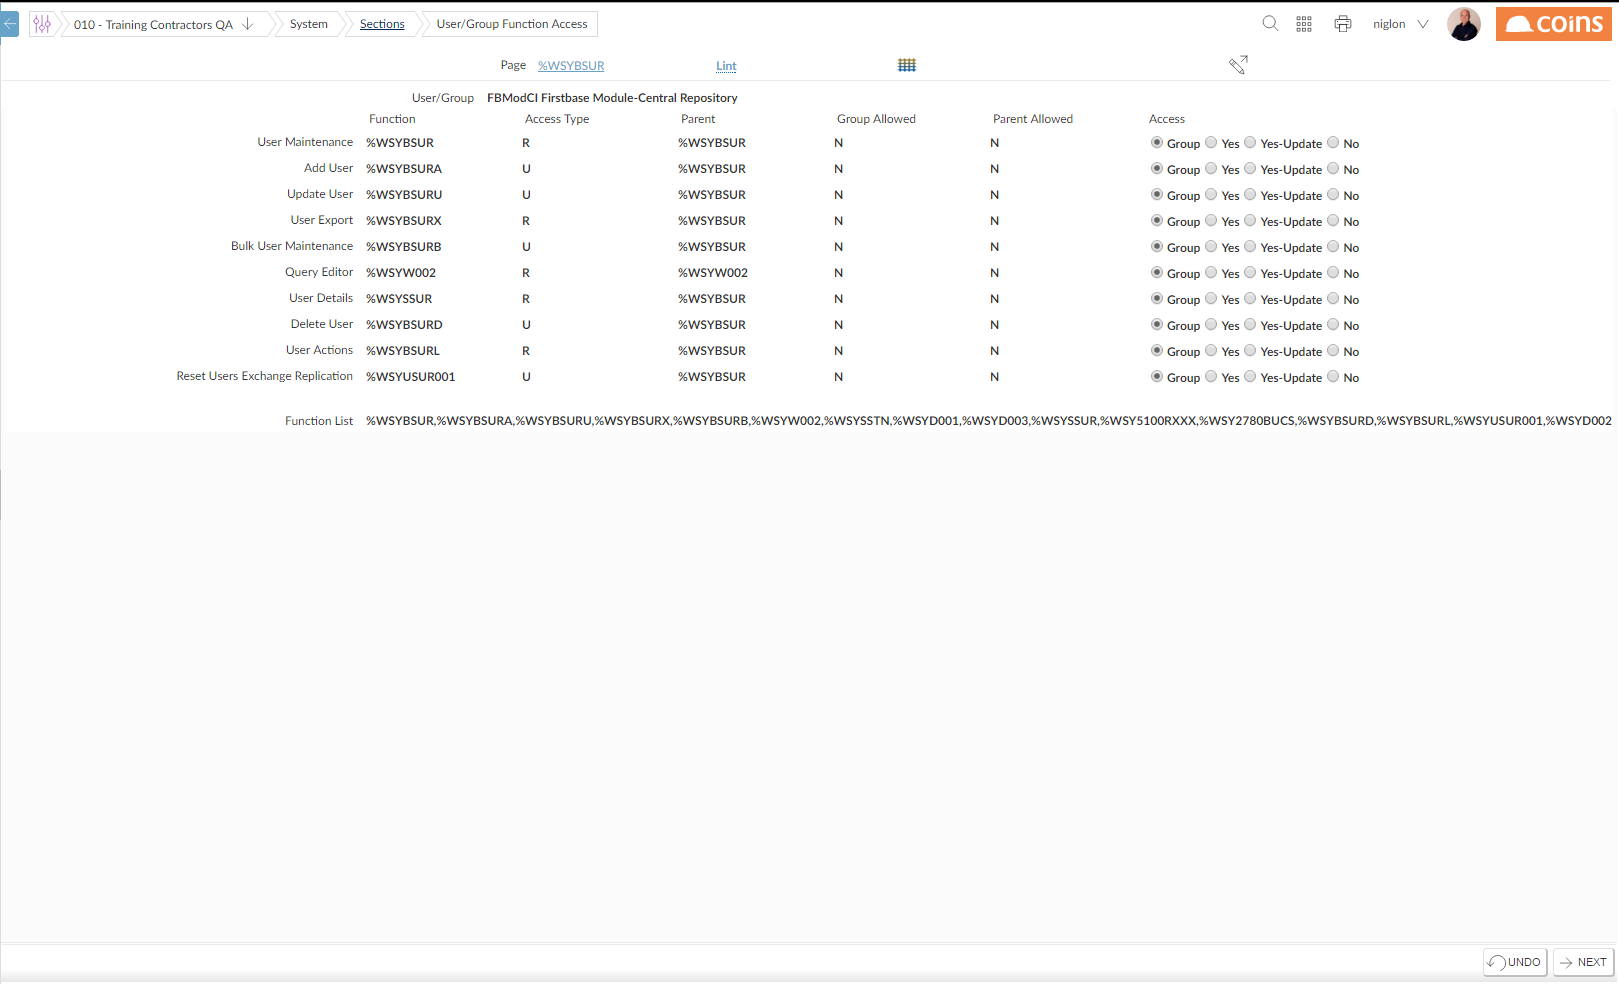 010 - Training Contractors QA System Sections User/Group Function Access niglon coins
Page %WSYBSUR Lint
User/Group FBModCI Firstbase Module-Central Repository
Function Access Type Parent Group Allowed Parent Allowed Access
User Maintenance %WSYBSUR R %WSYBSUR N N Group Yes Yes-Update No
Add User %WSYBSURA U %WSYBSUR N N Group Yes Yes-Update No
Update User %WSYBSURU U %WSYBSUR N N Group Yes Yes-Update No
User Export %WSYBSURX R %WSYBSUR N N Group Yes Yes-Update No
Bulk User Maintenance %WSYBSURB U %WSYBSUR N N Group Yes Yes-Update No
Query Editor %WSYW002 R %WSYW002 N N Group Yes Yes-Update No
User Details %WSYSSUR R %WSYBSUR N N Group Yes Yes-Update No
Delete User %WSYBSURD U %WSYBSUR N N Group Yes Yes-Update No
User Actions %WSYBSURL R %WSYBSUR N N Group Yes Yes-Update No
Reset Users Exchange Replication %WSYUSUR001 U %WSYBSUR N N Group Yes Yes-Update No
Function List %WSYBSUR,%WSYBSURA,%WSYBSURU,%WSYBSURX,%WSYBSURB,%WSYW002,%WSYSSTN,%WSYD001,%WSYD003,%WSYSSUR,%WSY5100RXXX,%WSY2780BUCS,%WSYBSURD,%WSYBSURL,%WSYUSUR001,%WSYD002
UNDO NEXT